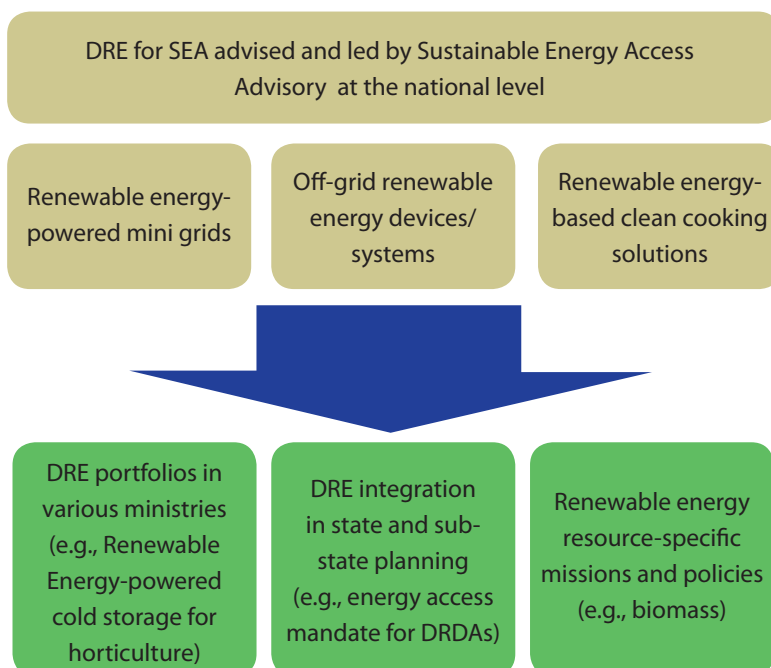 DRE for SEA advised and led by Sustainable Energy Access
Advisory at the national level
Renewable energy-
powered mini grids
Off-grid renewable
energy devices/
systems
Renewable energy-
based clean cooking
solutions
DRE portfolios in
various ministries
(e.g., Renewable
Energy-powered
cold storage for
horticulture)
DRE integration
in state and sub-
state planning
(e.g., energy access
mandate for DRDAs)
Renewable energy
resource-specific
missions and policies
(e.g., biomass)